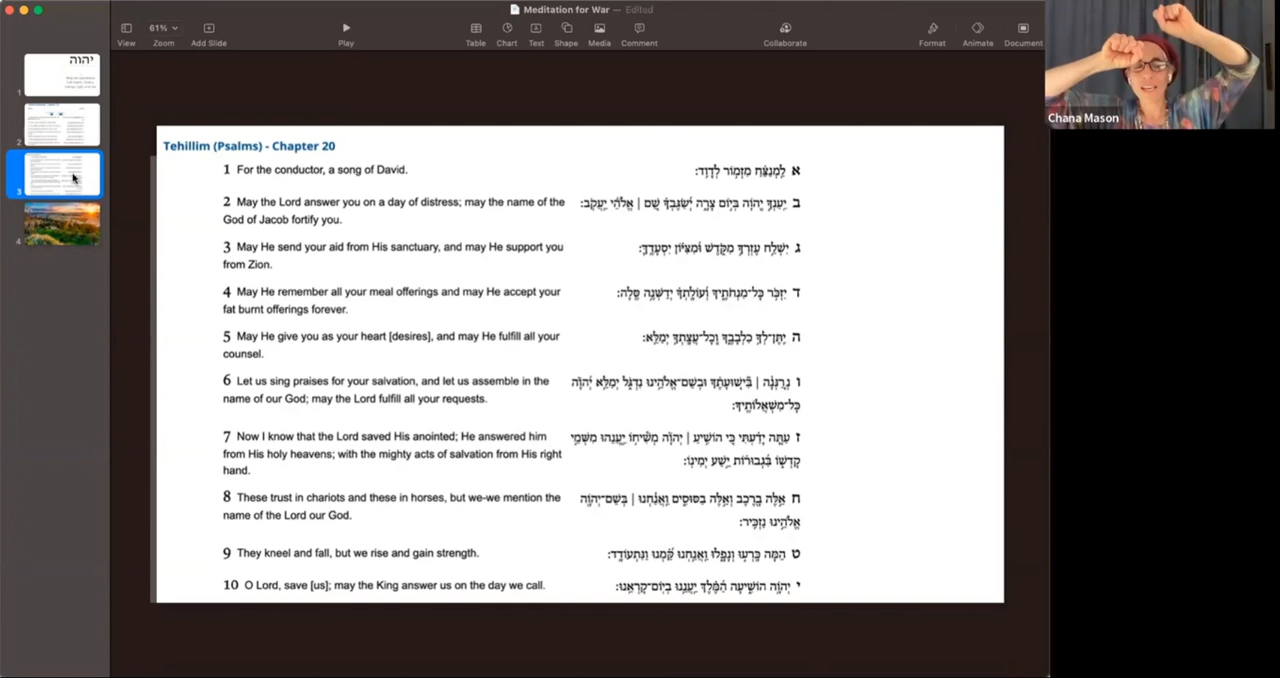 Meditation for War — Edited
61%
View
Zoom
Add Slide
Play
Table
Chart
Text
Shape
Media
Comment
Collaborate
Format
Animate
Document
1
יהוה
2
3
4
Chana Mason
Tehillim (Psalms) - Chapter 20
1 For the conductor, a song of David.
א לַמְנַצֵּחַ מִזְמ֥וֹר לְדָוִֽד:
2 May the Lord answer you on a day of distress; may the name of the
God of Jacob fortify you.
ב יַֽעַנְךָ֣ יְ֖הֹוָה בְּי֣וֹם צָרָ֑ה יְ֜שַׂגֶּבְךָ֗ שֵׁ֚ם | אֱלֹהֵ֬י יַֽעֲקֹֽב:
3 May He send your aid from His sanctuary, and may He support you
from Zion.
ג יִשְׁלַ֣ח עֶזְרְךָ֣ מִקֹּ֑דֶשׁ וּ֜מִצִּיּ֗וֹן יִסְעָדֶֽךָּ:
4 May He remember all your meal offerings and may He accept your
fat burnt offerings forever.
ד יִזְכֹּ֥ר כָּל־מִנְחֹתֶ֑יךָ וְעוֹלָ֖תְךָ יְדַשְּׁנֶ֣ה סֶֽלָה:
5 May He give you as your heart [desires], and may He fulfill all your
counsel.
ה יִתֶּן־לְךָ֥ כִלְבָבֶ֑ךָ וְֽכָל־עֲצָתְךָ֥ יְמַלֵּֽא:
6 Let us sing praises for your salvation, and let us assemble in the
name of our God; may the Lord fulfill all your requests.
ו נְרַנְּנָ֚ה | בִּֽ֘ישֽׁוּעָתֶ֗ךָ וּבְשֵֽׁם־אֱלֹהֵ֥ינוּ נִדְגֹּ֑ל יְמַלֵּ֥א יְ֜הֹוָ֗ה
כָּל־מִשְׁאֲלוֹתֶֽיךָ:
7 Now I know that the Lord saved His anointed; He answered him
from His holy heavens; with the mighty acts of salvation from His right
hand.
ז עַתָּ֚ה יָדַ֗עְתִּי כִּ֚י הוֹשִׁ֥יעַ | יְהֹוָ֗ה מְשִׁ֫יח֥וֹ יַֽ֖עֲנֵהוּ מִשְּׁמֵ֣י
קָדְשׁ֑וֹ בִּ֜גְבֻר֗וֹת יֵ֣שַׁע יְמִינֽוֹ:
8 These trust in chariots and these in horses, but we-we mention the
name of the Lord our God.
ח אֵ֣לֶּה בָ֖רֶכֶב וְאֵ֣לֶּה בַסּוּסִ֑ים וַֽאֲנַ֓חְנוּ | בְּשֵׁם־יְהֹוָ֖ה
אֱלֹהֵ֣ינוּ נַזְכִּֽיר:
9 They kneel and fall, but we rise and gain strength.
ט הֵ֖מָּה כָּרְע֣וּ וְנָפָ֑לוּ וַֽאֲנַ֥חְנוּ קַּ֜֗מְנוּ וַנִּתְעוֹדָֽד:
10 O Lord, save [us]; may the King answer us on the day we call.
י יְהֹוָ֥ה הוֹשִׁ֑יעָה הַ֜מֶּ֗לֶךְ יַֽעֲנֵ֥נוּ בְיוֹם־קָרְאֵֽנוּ: